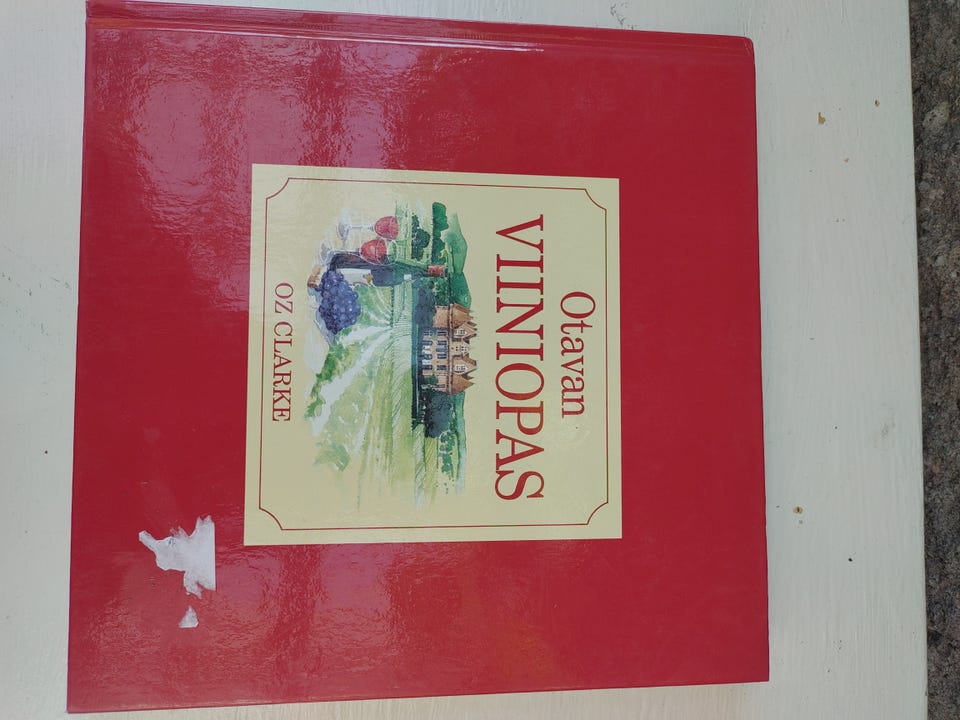 Otavan
VIINIOPAS
OZ CLARKE